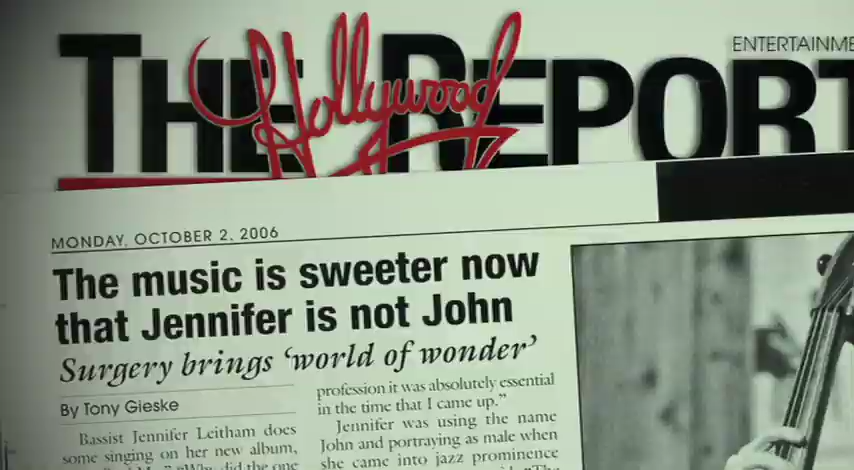 THE Hollywood REPORT
ENTERTAINME
MONDAY, OCTOBER 2, 2006
The music is sweeter now
that Jennifer is not John
Surgery brings ‘world of wonder’
By Tony Gieske
Bassist Jennifer Leitham does
some singing on her new album,
did the one
profession it was absolutely essential
in the time that I came up.”
Jennifer was using the name
John and portraying as male when
she came into jazz prominence